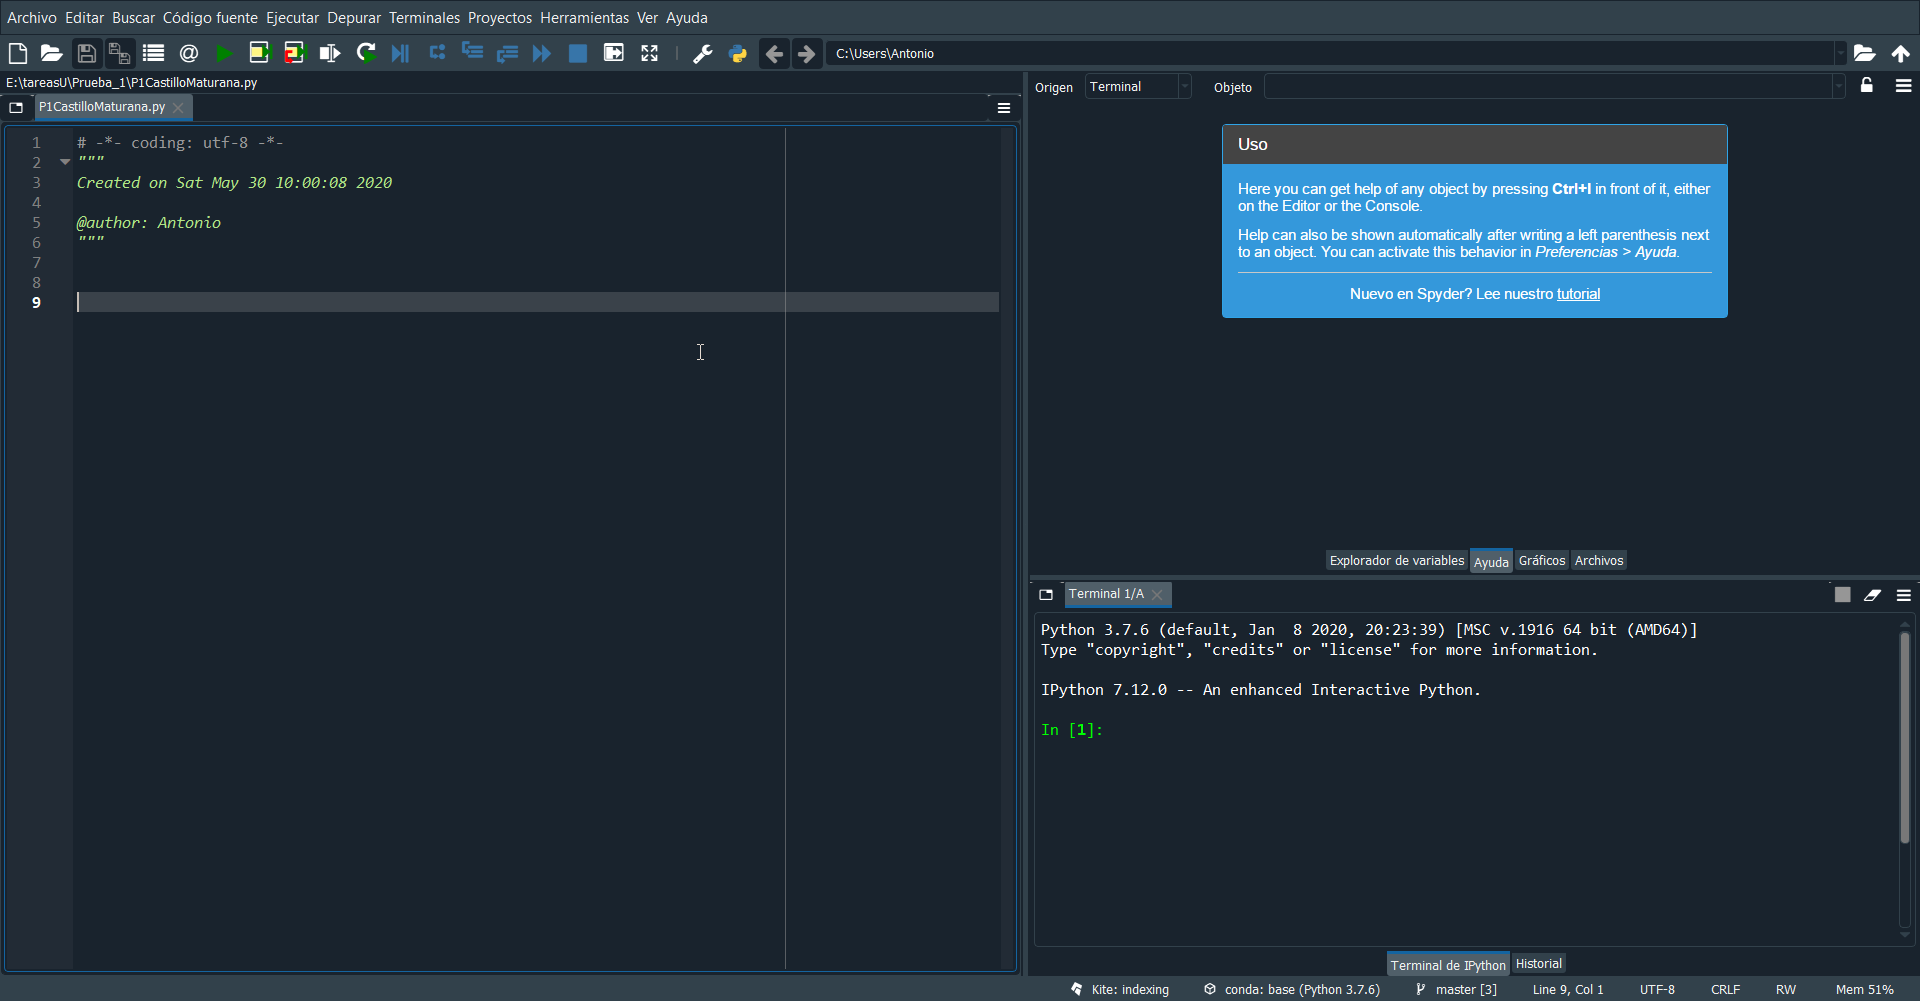 Archivo Editar Buscar Código fuente Ejecutar Depurar Terminales Proyectos Herramientas Ver Ayuda
C:\Users\Antonio
E:\tareasU\Prueba_1\P1CastilloMaturana.py
P1CastilloMaturana.py
1 # -*- coding: utf-8 -*-
2 """
3 Created on Sat May 30 10:00:08 2020
4
5 @author: Antonio
6 """
7
8
9
Origen Terminal Objeto
Uso
Here you can get help of any object by pressing Ctrl+I in front of it, either
on the Editor or the Console.
Help can also be shown automatically after writing a left parenthesis next
to an object. You can activate this behavior in Preferencias > Ayuda.
Nuevo en Spyder? Lee nuestro tutorial
Explorador de variables Ayuda Gráficos Archivos
Terminal 1/A
Python 3.7.6 (default, Jan  8 2020, 20:23:39) [MSC v.1916 64 bit (AMD64)]
Type "copyright", "credits" or "license" for more information.
IPython 7.12.0 -- An enhanced Interactive Python.
In [1]:
Terminal de IPython Historial
Kite: indexing conda: base (Python 3.7.6) master [3] Line 9, Col 1 UTF-8 CRLF RW Mem 51%